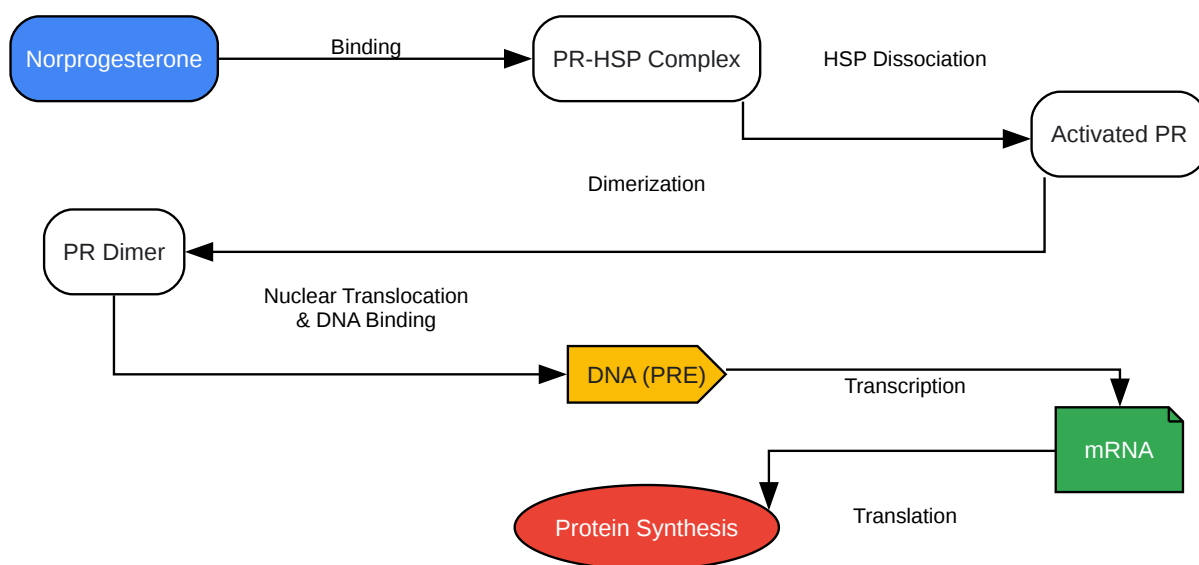 Norprogesterone
Binding
PR-HSP Complex
HSP Dissociation
Activated PR
Dimerization
PR Dimer
Nuclear Translocation
& DNA Binding
DNA (PRE)
Transcription
mRNA
Translation
Protein Synthesis